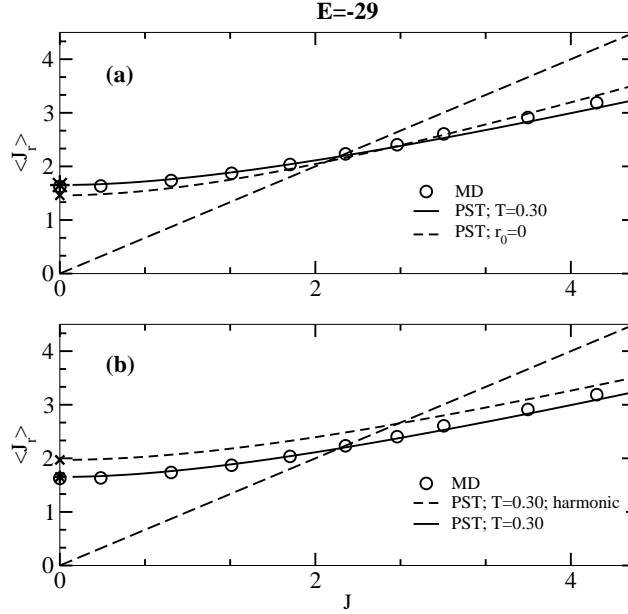 E=-29
(a)
4
3
2
1
0
<J_r>
MD
PST; T=0.30
PST; r_0=0
0
2
4
(b)
4
3
2
1
0
<J_r>
MD
PST; T=0.30; harmonic
PST; T=0.30
0
2
4
J